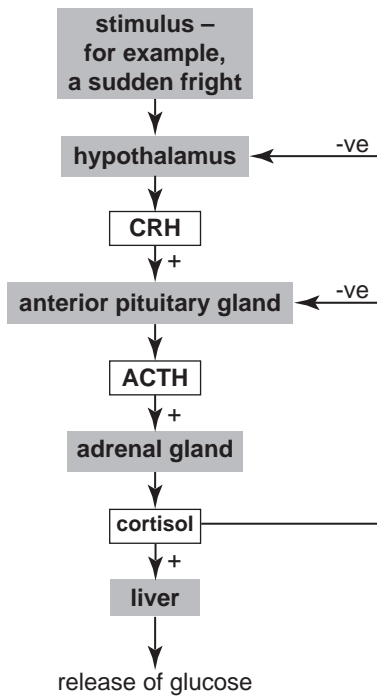 stimulus –
for example,
a sudden fright
-ve
hypothalamus
CRH
+
-ve
anterior pituitary gland
ACTH
+
adrenal gland
cortisol
+
liver
release of glucose